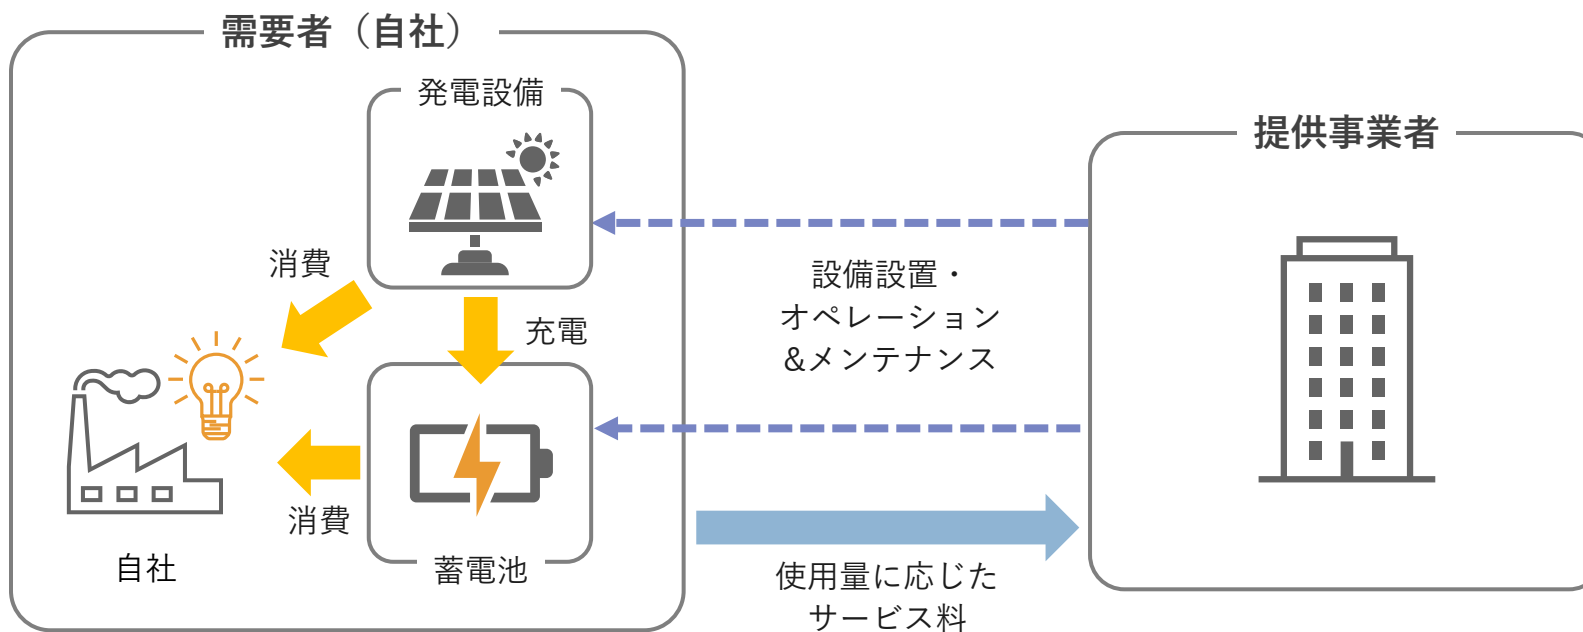 需要者（自社）
発電設備
提供事業者
消費
設備設置・
オペレーション
&メンテナンス
充電
消費
自社
蓄電池
使用量に応じた
サービス料